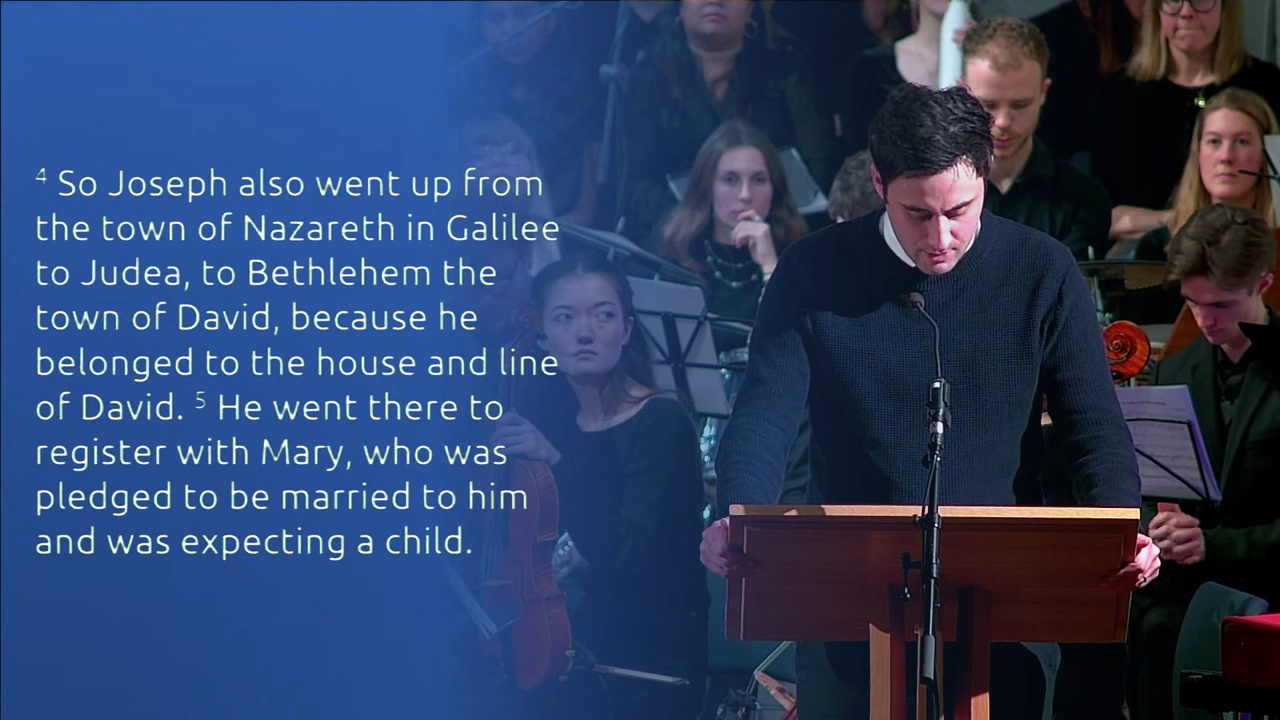 ⁴ So Joseph also went up from
the town of Nazareth in Galilee
to Judea, to Bethlehem the
town of David, because he
belonged to the house and line
of David. ⁵ He went there to
register with Mary, who was
pledged to be married to him
and was expecting a child.